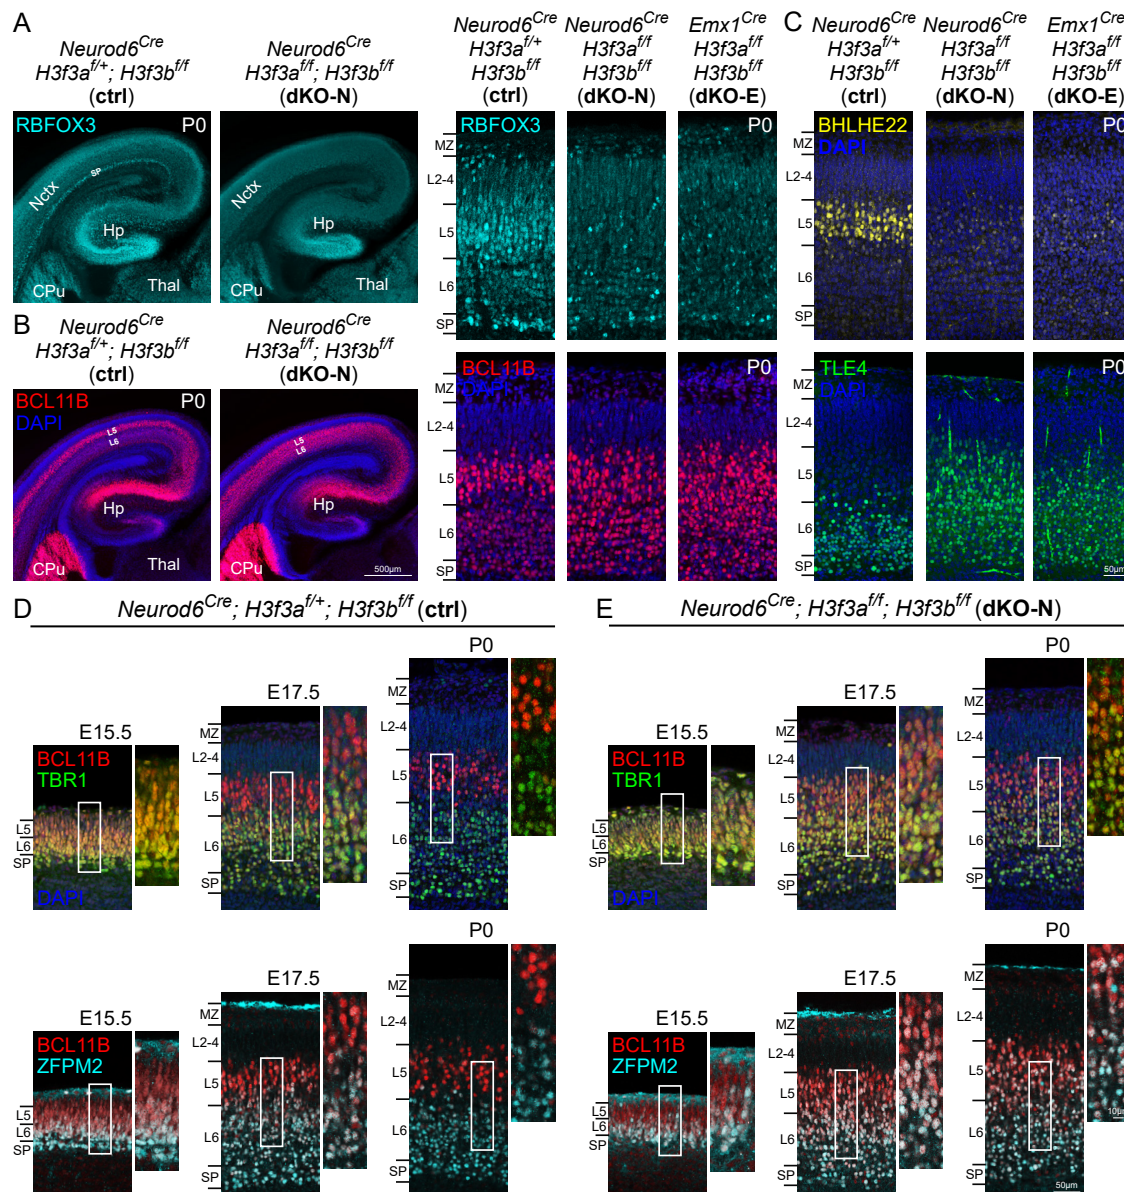 A
Neurod6Cre
H3f3af/+; H3f3bf/f
(ctrl)
Neurod6Cre
H3f3af/f; H3f3bf/f
(dKO-N)
Neurod6Cre
H3f3af/+
H3f3bf/f
(ctrl)
Neurod6Cre
H3f3af/f
H3f3bf/f
(dKO-N)
Emx1Cre
H3f3af/f
H3f3bf/f
(dKO-E)
RBFOX3
P0
SP
Nctx
Hp
CPu
Thal
Nctx
Hp
CPu
Thal
RBFOX3
P0
MZ
L2-4
L5
L6
SP
C
Neurod6Cre
H3f3af/+
H3f3bf/f
(ctrl)
Neurod6Cre
H3f3af/f
H3f3bf/f
(dKO-N)
Emx1Cre
H3f3af/f
H3f3bf/f
(dKO-E)
BHLHE22
DAPI
P0
MZ
L2-4
L5
L6
SP
B
Neurod6Cre
H3f3af/+; H3f3bf/f
(ctrl)
Neurod6Cre
H3f3af/f; H3f3bf/f
(dKO-N)
BCL11B
DAPI
P0
L5
L6
Hp
CPu
Thal
L5
L6
Hp
CPu
Thal
500µm
BCL11B
DAPI
P0
MZ
L2-4
L5
L6
SP
TLE4
DAPI
P0
MZ
L2-4
L5
L6
SP
50µm
D
Neurod6Cre; H3f3af/+; H3f3bf/f (ctrl)
E15.5
BCL11B
TBR1
DAPI
L5
L6
SP
E17.5
MZ
L2-4
L5
L6
SP
P0
MZ
L2-4
L5
L6
SP
E15.5
BCL11B
ZFPM2
L5
L6
SP
E17.5
MZ
L2-4
L5
L6
SP
P0
MZ
L2-4
L5
L6
SP
E
Neurod6Cre; H3f3af/f; H3f3bf/f (dKO-N)
E15.5
BCL11B
TBR1
DAPI
L5
L6
SP
E17.5
MZ
L2-4
L5
L6
SP
P0
MZ
L2-4
L5
L6
SP
E15.5
BCL11B
ZFPM2
L5
L6
SP
E17.5
MZ
L2-4
L5
L6
SP
P0
MZ
L2-4
L5
L6
SP
10µm
50µm